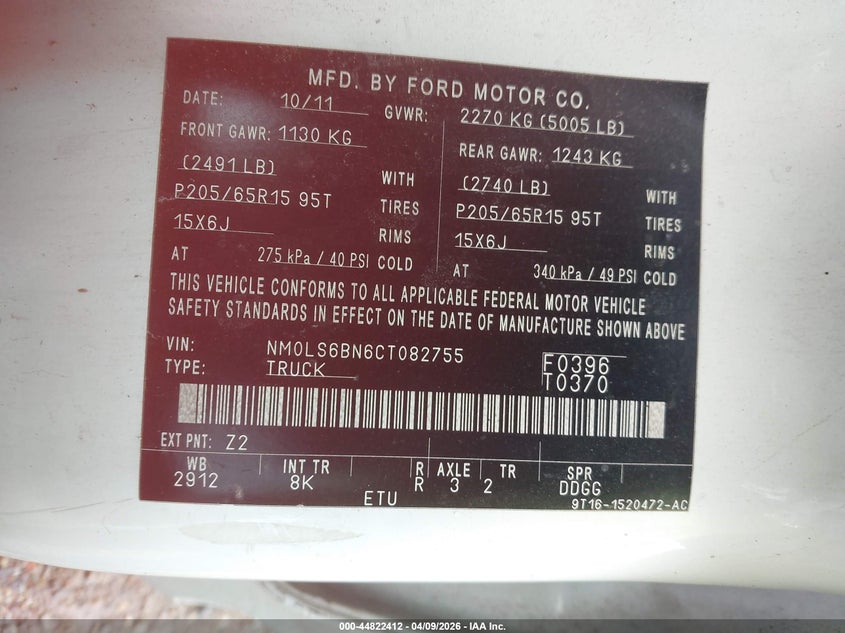 MFD. BY FORD MOTOR CO.
DATE: 10/11 GVWR: 2270 KG (5005 LB)
FRONT GAWR: 1130 KG REAR GAWR: 1243 KG
(2491 LB) WITH (2740 LB) WITH
P205/65R15 95T TIRES P205/65R15 95T TIRES
15X6J RIMS 15X6J RIMS
AT 275 kPa / 40 PSI COLD AT 340 kPa / 49 PSI COLD
THIS VEHICLE CONFORMS TO ALL APPLICABLE FEDERAL MOTOR VEHICLE
SAFETY STANDARDS IN EFFECT ON THE DATE OF MANUFACTURE SHOWN ABOVE
VIN: NM0LS6BN6CT082755 F0396
TYPE: TRUCK T0370
EXT PNT: Z2
WB INT TR R AXLE TR SPR
2912 8K R 3 2 DDGG
ETU 9T16-1520472-AC
000-44822412 - 04/09/2026 - IAA Inc.